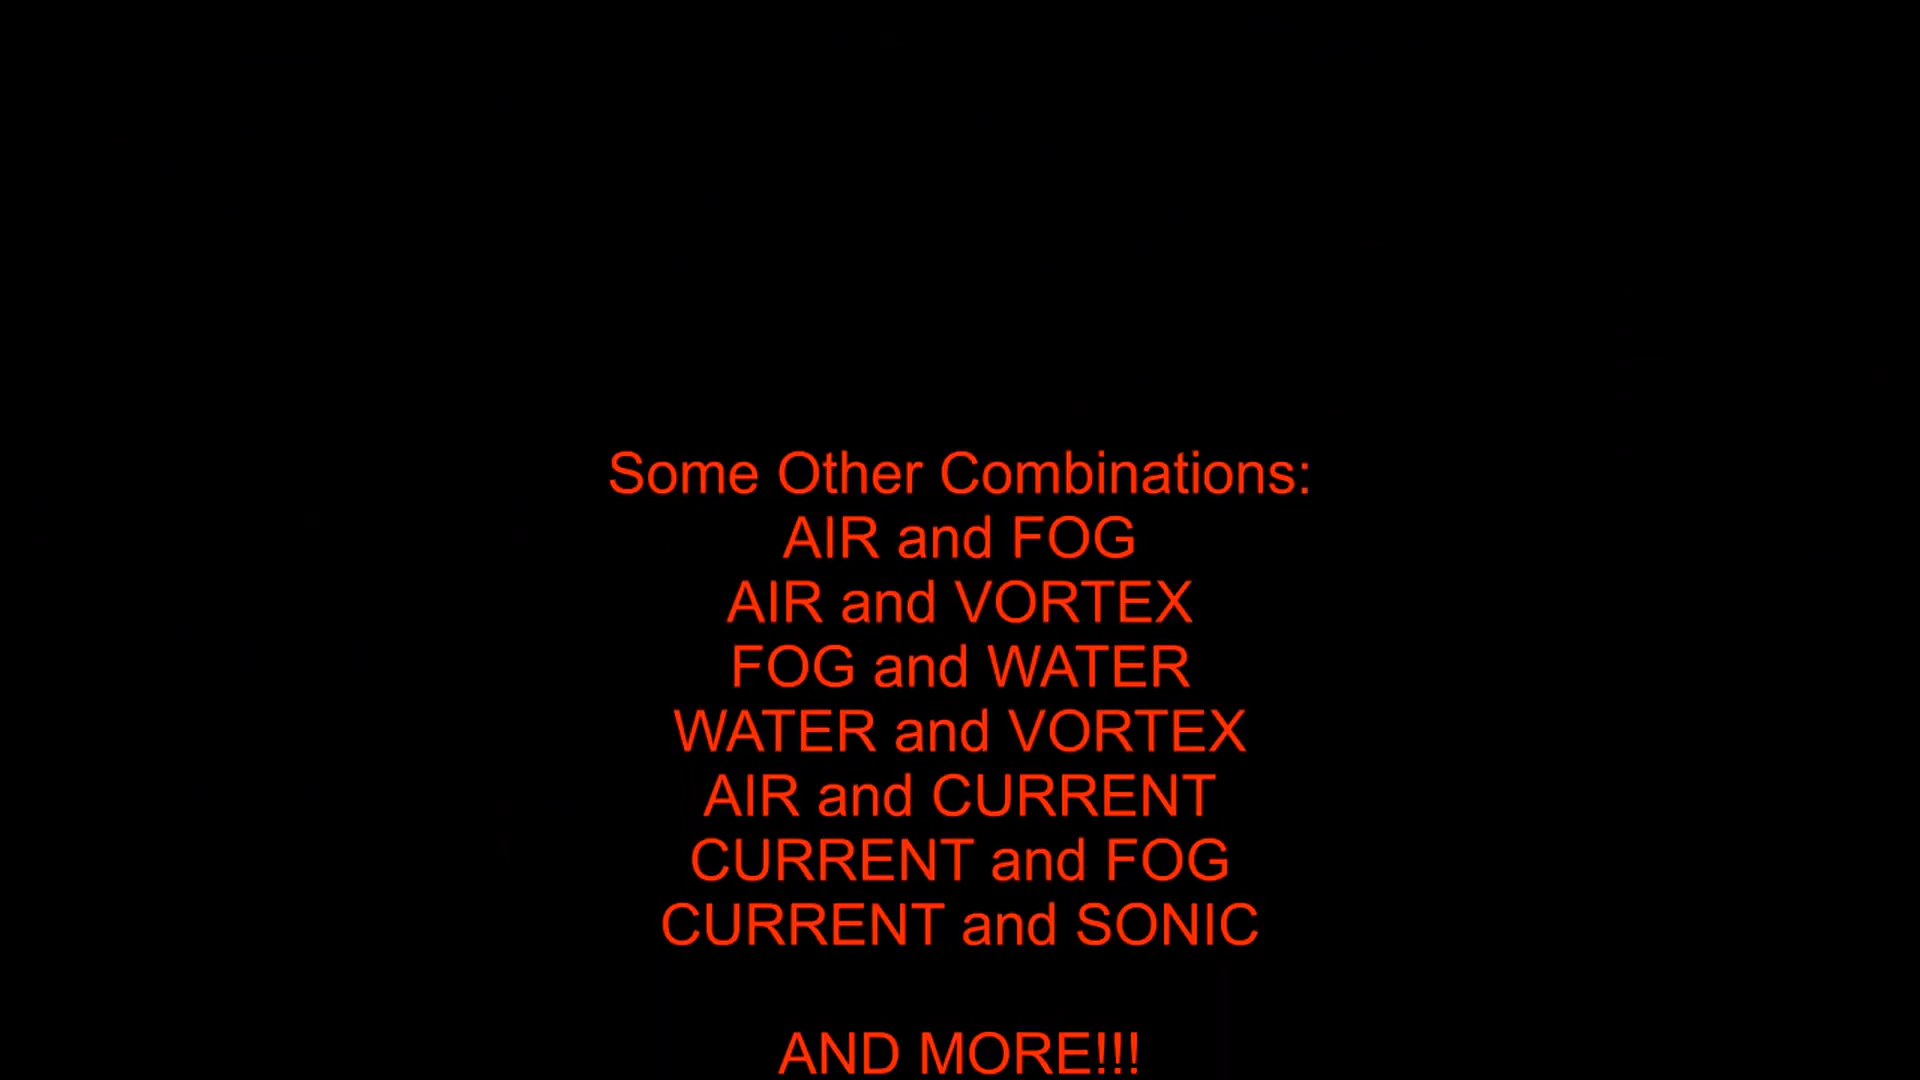 Some Other Combinations:
AIR and FOG
AIR and VORTEX
FOG and WATER
WATER and VORTEX
AIR and CURRENT
CURRENT and FOG
CURRENT and SONIC
AND MORE!!!